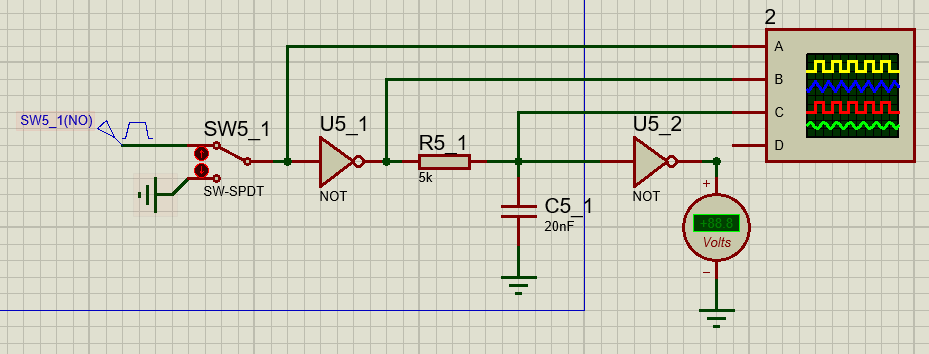 2
A
B
C
D
SW5_1(NO)
SW5_1
SW-SPDT
U5_1
NOT
R5_1
5k
C5_1
20nF
U5_2
NOT
+
+88.8
Volts
−